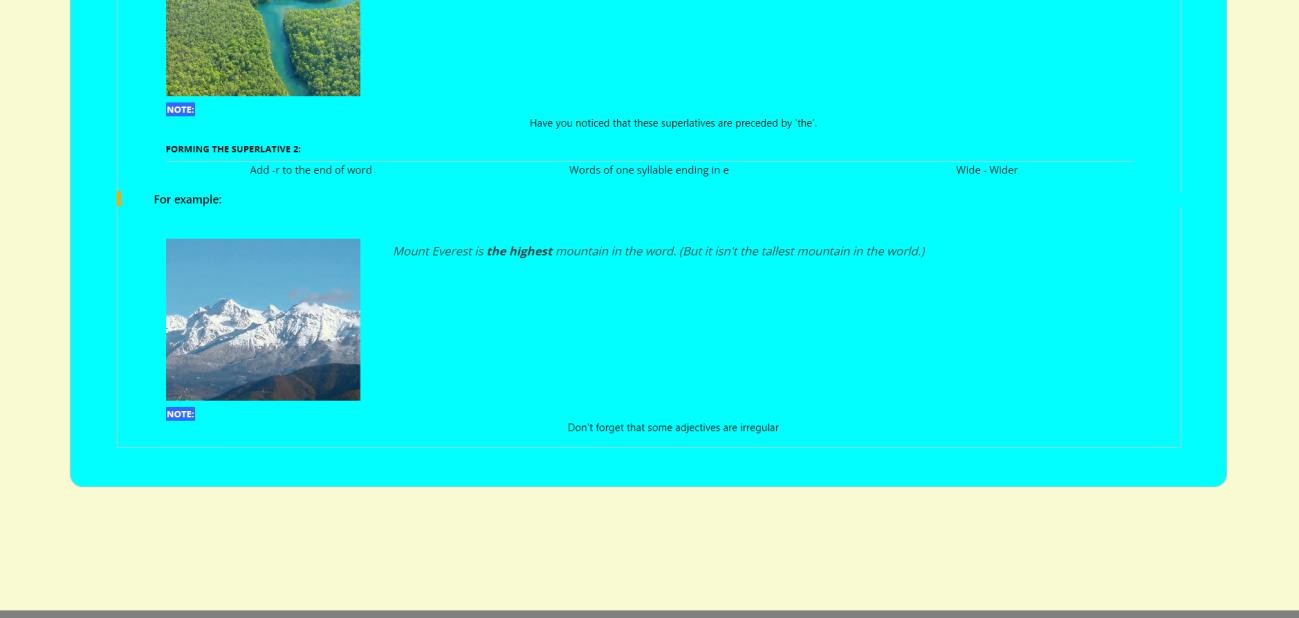 NOTE:
Have you noticed that these superlatives are preceded by 'the'.
FORMING THE SUPERLATIVE 2:
Add -r to the end of word Words of one syllable ending in e Wide - Wider
For example:
Mount Everest is the highest mountain in the word. (But it isn't the tallest mountain in the world.)
NOTE:
Don't forget that some adjectives are irregular